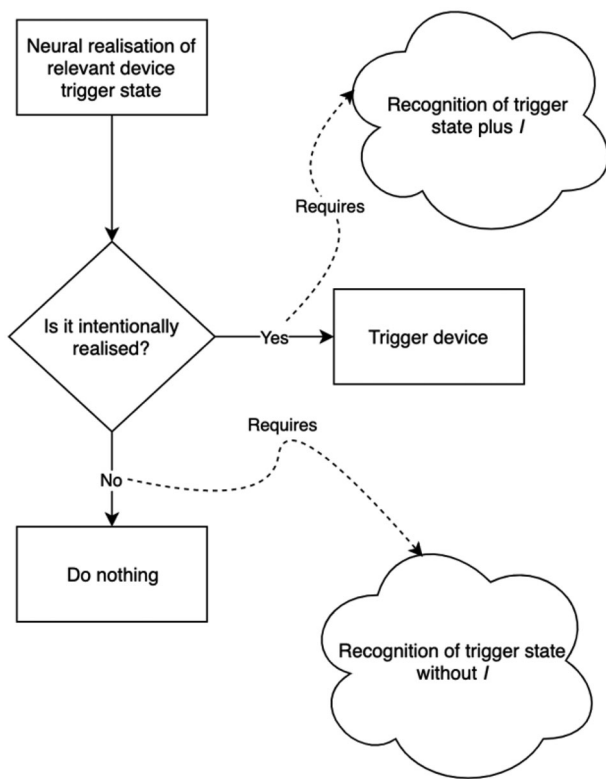 Neural realisation of
relevant device
trigger state
Recognition of trigger
state plus I
Requires
Is it intentionally
realised?
Yes
Trigger device
Requires
No
Do nothing
Recognition of trigger state
without I